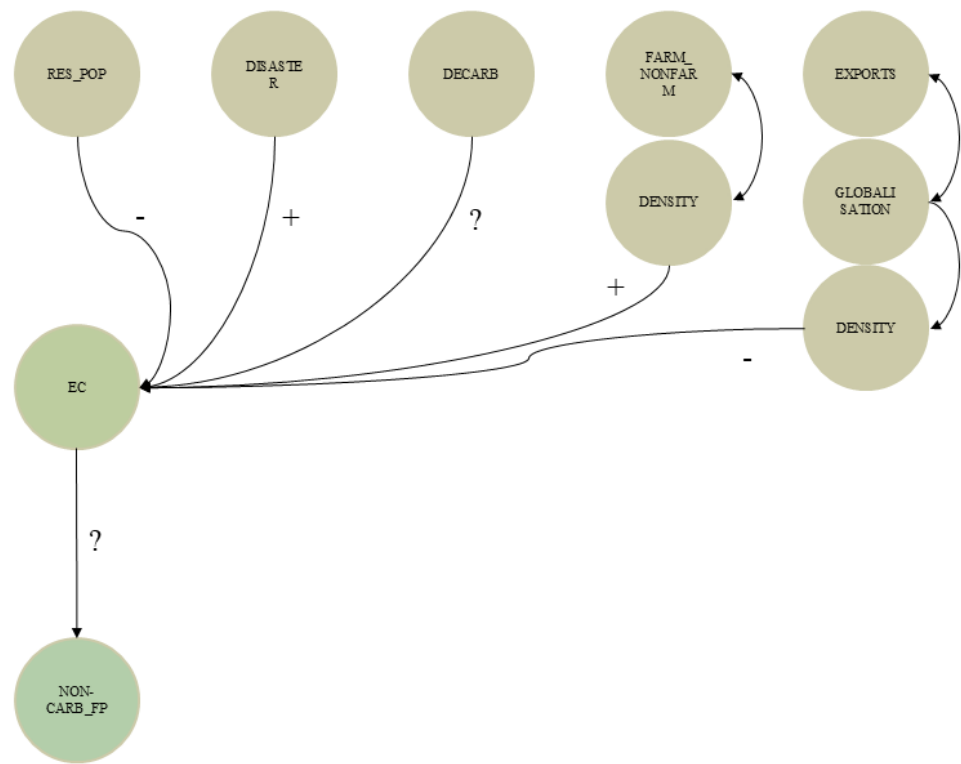 RES_POP
DISASTE
R
DECARB
FARM_
NONFAR
M
EXPORTS
DENSITY
GLOBALI
SATION
-
+
?
+
DENSITY
-
EC
?
NON-
CARB_FP